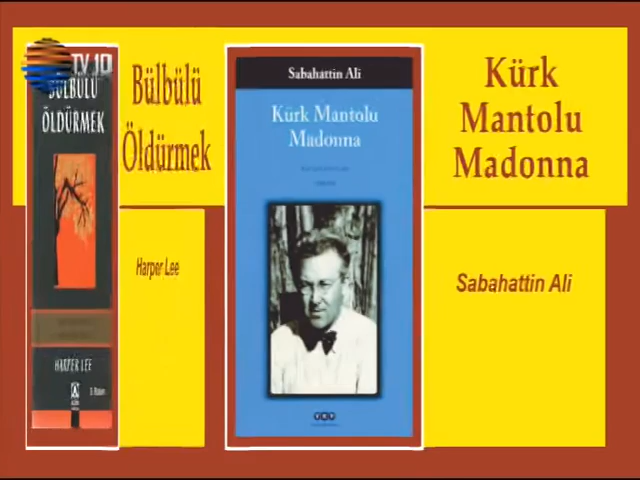 TV 10
BÜLBÜLÜ
ÖLDÜRMEK
HARPER LEE
Bülbülü
Öldürmek
Harper Lee
Sabahattin Ali
Kürk Mantolu
Madonna
YKY
Kürk
Mantolu
Madonna
Sabahattin Ali